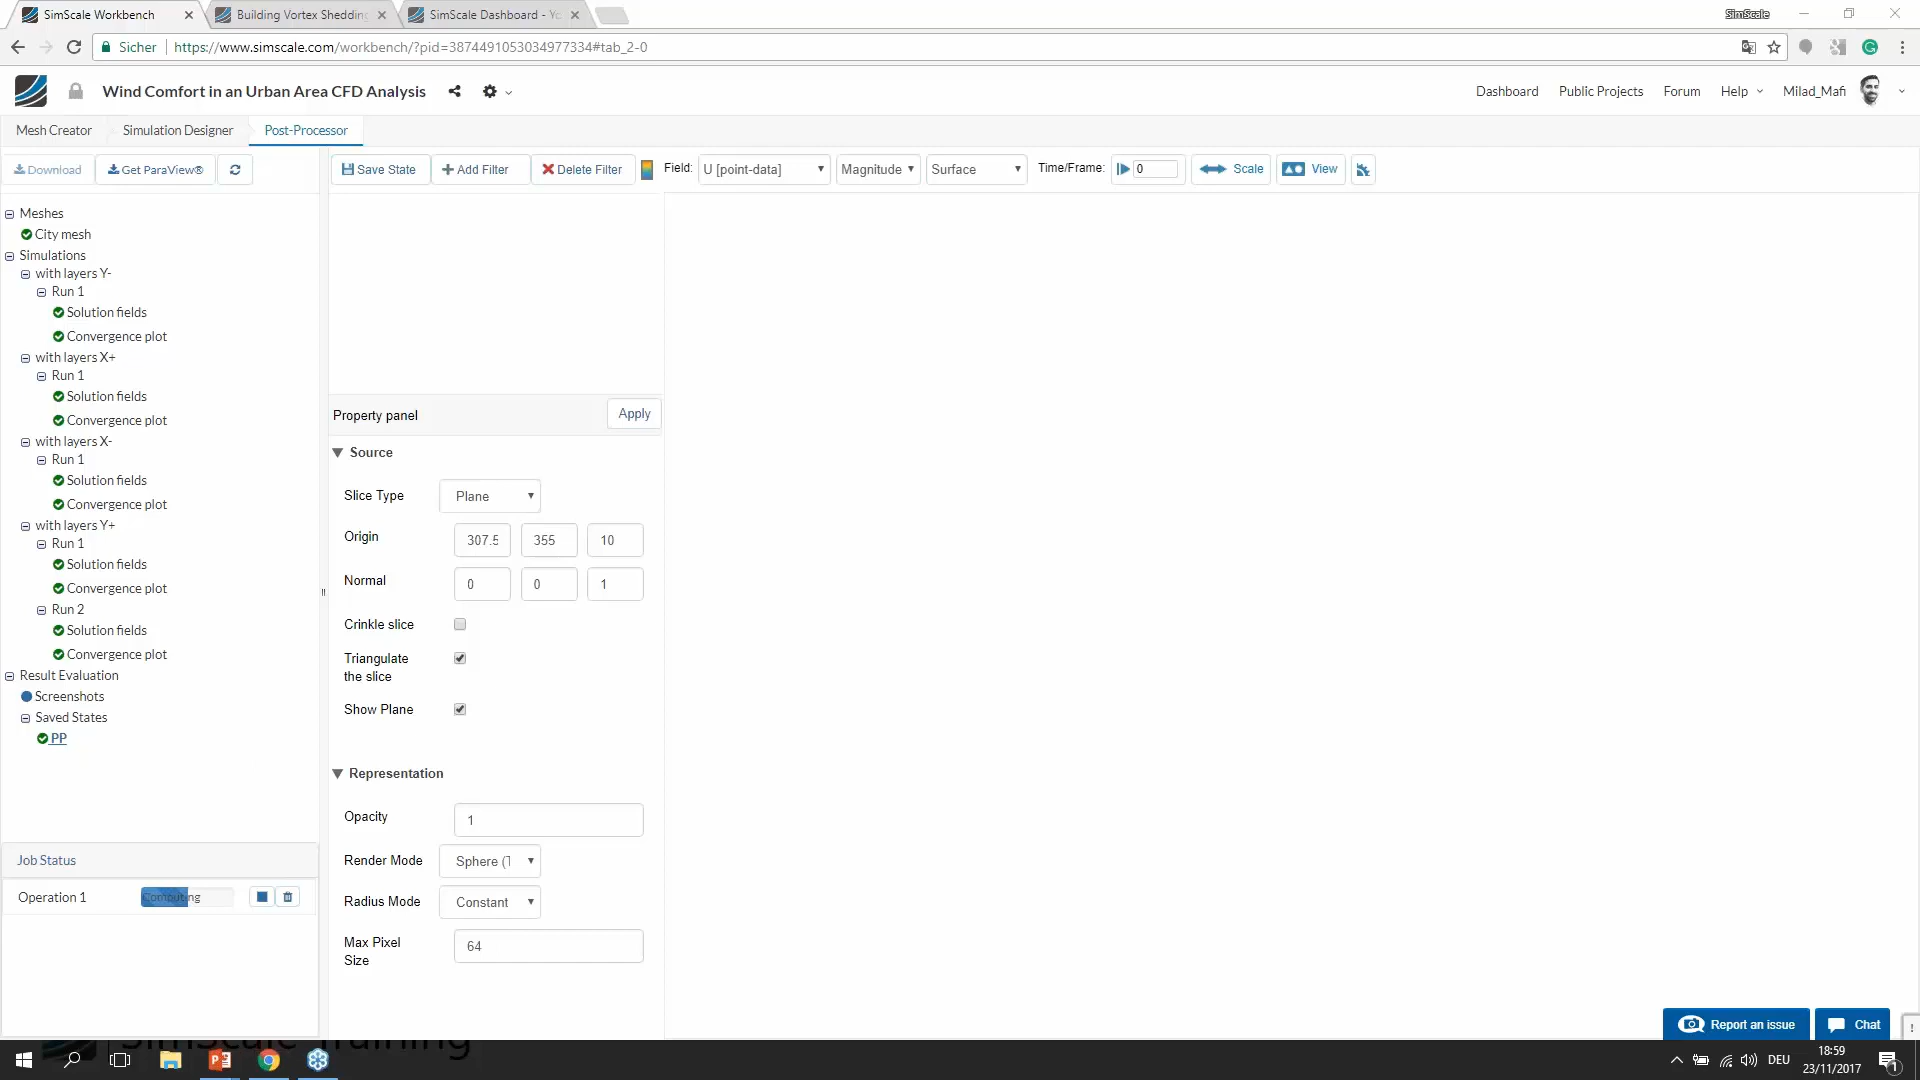 SimScale Workbench
Building Vortex Shedding
SimScale Dashboard - Yo
SimScale
Sicher https://www.simscale.com/workbench/?pid=3874491053034977334#tab_2-0
Wind Comfort in an Urban Area CFD Analysis
Dashboard Public Projects Forum Help Milad_Mafi
Mesh Creator Simulation Designer Post-Processor
Download Get ParaView® Save State Add Filter Delete Filter Field: U [point-data] Magnitude Surface Time/Frame: 0 Scale View
Meshes
City mesh
Simulations
with layers Y-
Run 1
Solution fields
Convergence plot
with layers X+
Run 1
Solution fields
Convergence plot
with layers X-
Run 1
Solution fields
Convergence plot
with layers Y+
Run 1
Solution fields
Convergence plot
Run 2
Solution fields
Convergence plot
Result Evaluation
Screenshots
Saved States
PP
Job Status
Operation 1 Computing
Property panel Apply
Source
Slice Type Plane
Origin 307.5 355 10
Normal 0 0 1
Crinkle slice
Triangulate
the slice
Show Plane
Representation
Opacity 1
Render Mode Sphere (T
Radius Mode Constant
Max Pixel
Size
64
Report an issue Chat
SimScale Training
DEU 18:59
23/11/2017
1